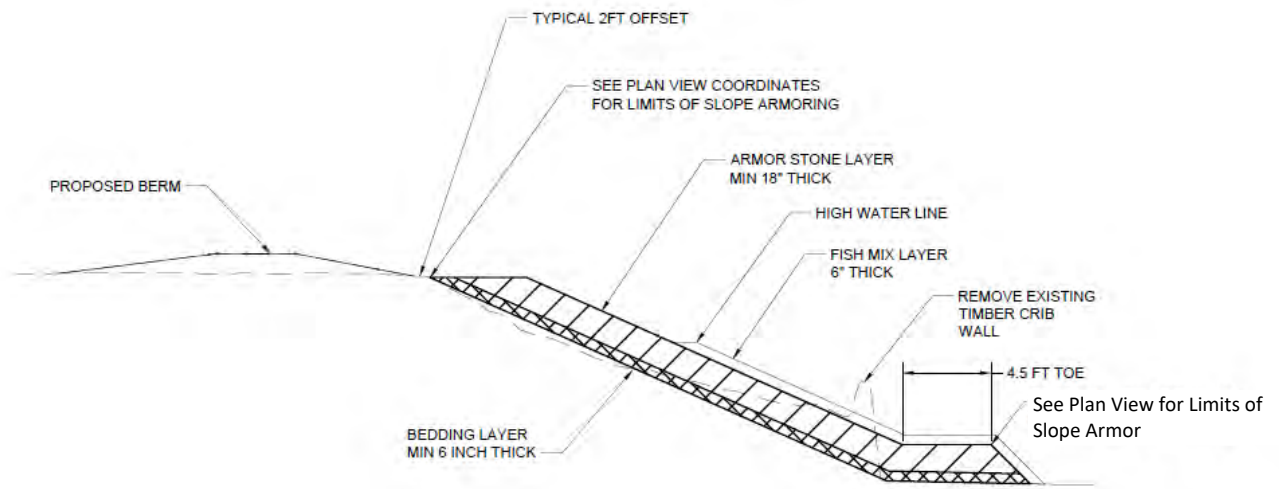 TYPICAL 2FT OFFSET
SEE PLAN VIEW COORDINATES
FOR LIMITS OF SLOPE ARMORING
ARMOR STONE LAYER
MIN 18" THICK
PROPOSED BERM
HIGH WATER LINE
FISH MIX LAYER
6" THICK
REMOVE EXISTING
TIMBER CRIB
WALL
4.5 FT TOE
See Plan View for Limits of
Slope Armor
BEDDING LAYER
MIN 6 INCH THICK